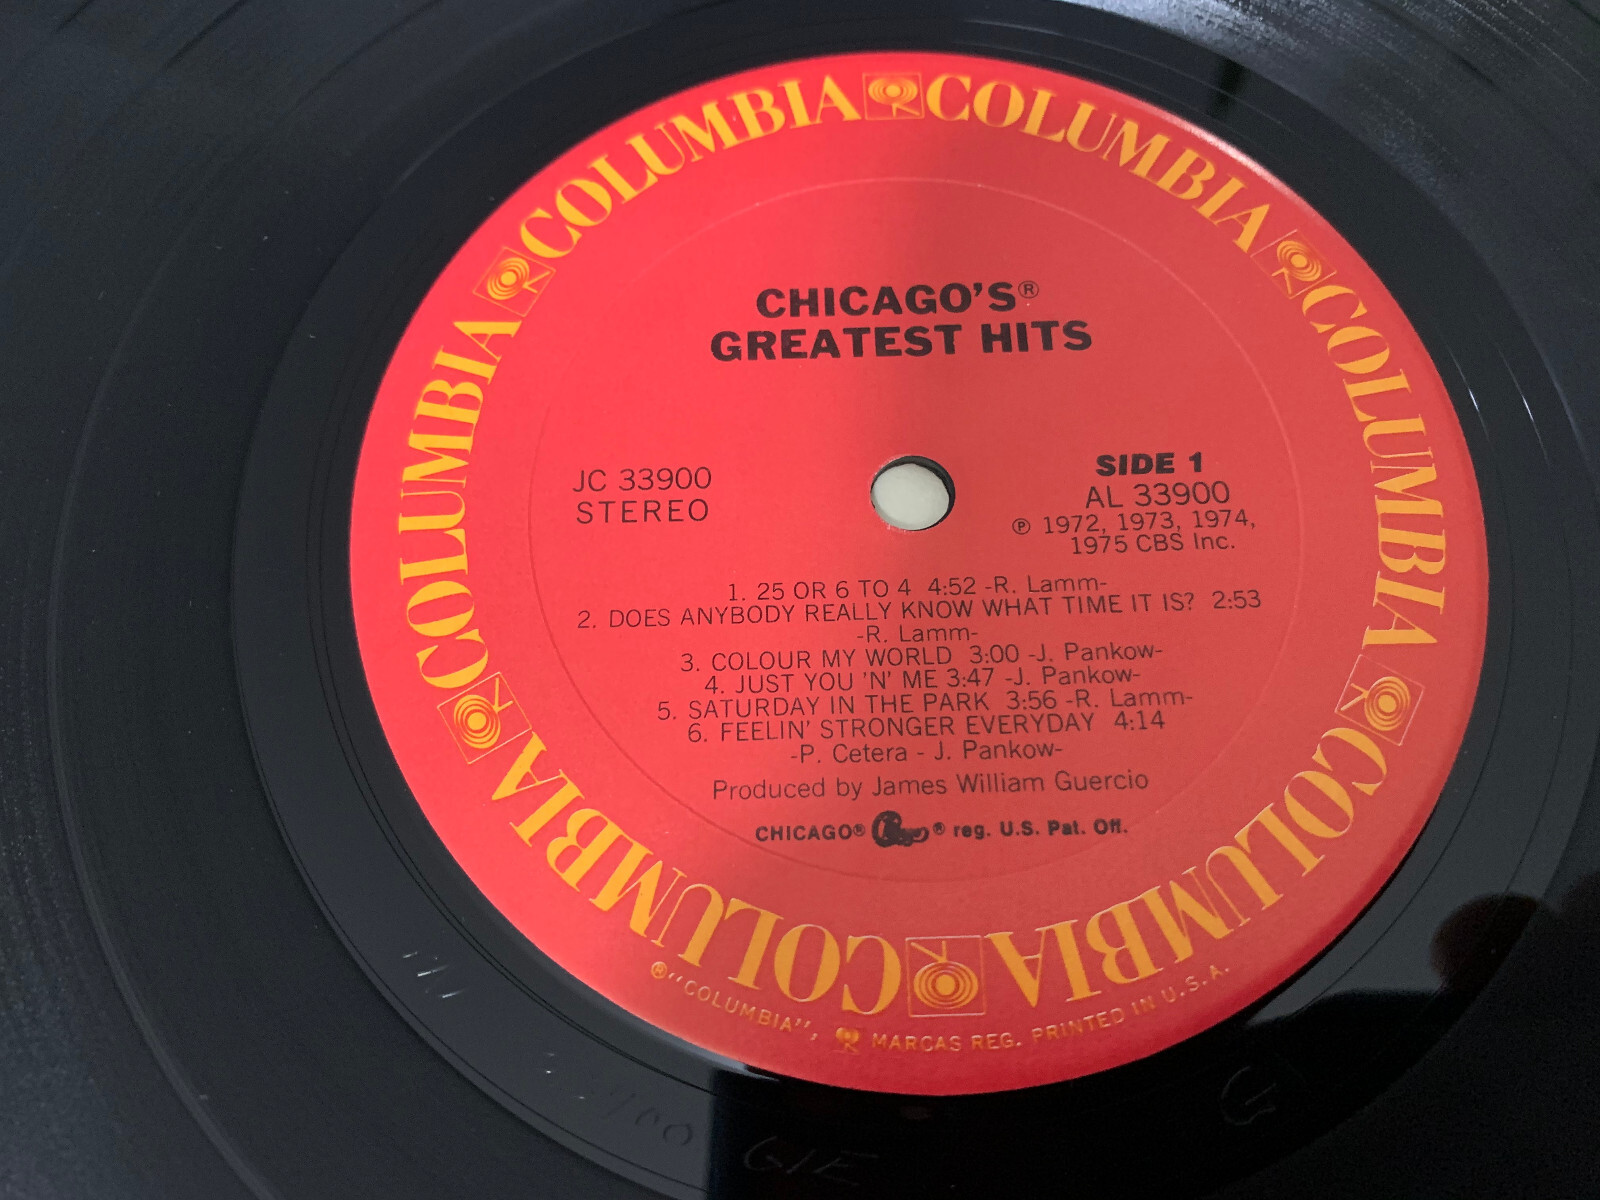 COLUMBIA COLUMBIA COLUMBIA COLUMBIA COLUMBIA COLUMBIA COLUMBIA COLUMBIA
CHICAGO'S®
GREATEST HITS
JC 33900
STEREO
SIDE 1
AL 33900
℗ 1972, 1973, 1974,
1975 CBS Inc.
1. 25 OR 6 TO 4 4:52 -R. Lamm-
2. DOES ANYBODY REALLY KNOW WHAT TIME IT IS? 2:53
-R. Lamm-
3. COLOUR MY WORLD 3:00 -J. Pankow-
4. JUST YOU 'N' ME 3:47 -J. Pankow-
5. SATURDAY IN THE PARK 3:56 -R. Lamm-
6. FEELIN' STRONGER EVERYDAY 4:14
-P. Cetera - J. Pankow-
Produced by James William Guercio
CHICAGO® Chicago ® reg. U.S. Pat. Off.
®"COLUMBIA", MARCAS REG. PRINTED IN U.S.A.
G
G1E